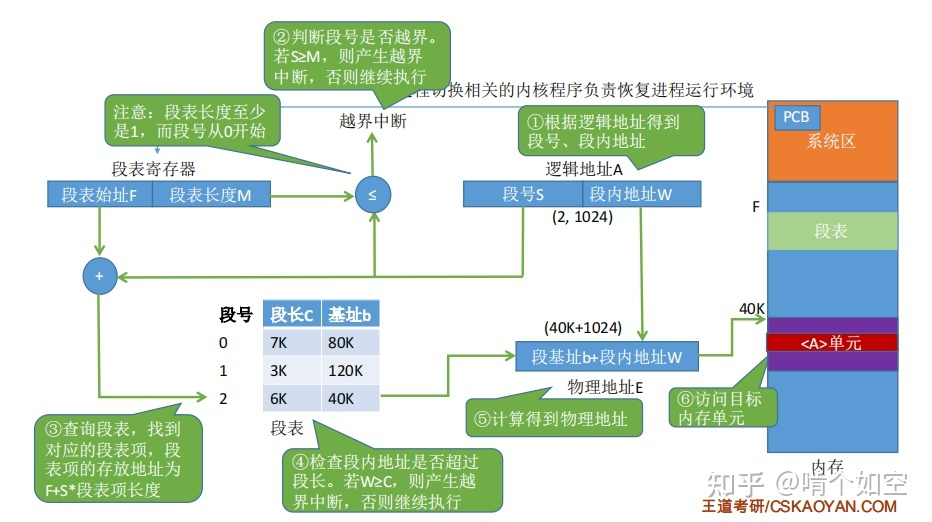 ②判断段号是否越界。
若S≥M，则产生越界
中断，否则继续执行
程切换相关的内核程序负责恢复进程运行环境
注意：段表长度至少
是1，而段号从0开始
越界中断
①根据逻辑地址得到
段号、段内地址
PCB
系统区
段表寄存器
逻辑地址A
段表始址F
段表长度M
≤
段号S
段内地址W
(2, 1024)
F
段表
+
段号
段长C
基址b
0
7K
80K
1
3K
120K
2
6K
40K
段表
(40K+1024)
段基址b+段内地址W
物理地址E
40K
<A>单元
③查询段表，找到
对应的段表项，段
表项的存放地址为
F+S*段表项长度
④检查段内地址是否超过
段长。若W≥C，则产生越
界中断，否则继续执行
⑤计算得到物理地址
⑥访问目标
内存单元
内存
知乎 @啃个如空
王道考研/CSKAOYAN.COM